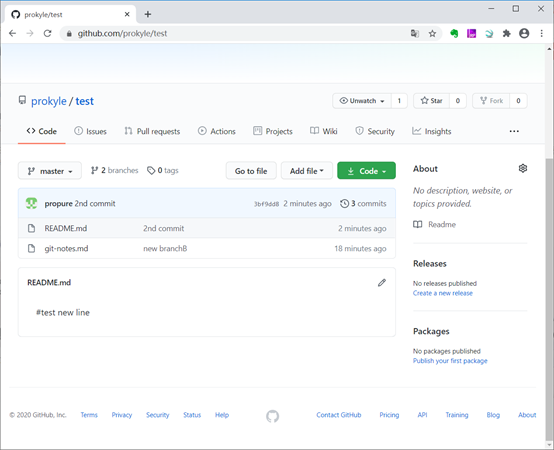 prokyle/test
github.com/prokyle/test
prokyle / test
Unwatch 1 Star 0 Fork 0
Code Issues Pull requests Actions Projects Wiki Security Insights
master 2 branches 0 tags Go to file Add file Code
propure 2nd commit 3bf9dd8 2 minutes ago 3 commits
README.md 2nd commit 2 minutes ago
git-notes.md new branchB 18 minutes ago
README.md
#test new line
About
No description, website, or
topics provided.
Readme
Releases
No releases published
Create a new release
Packages
No packages published
Publish your first package
© 2020 GitHub, Inc. Terms Privacy Security Status Help Contact GitHub Pricing API Training Blog About